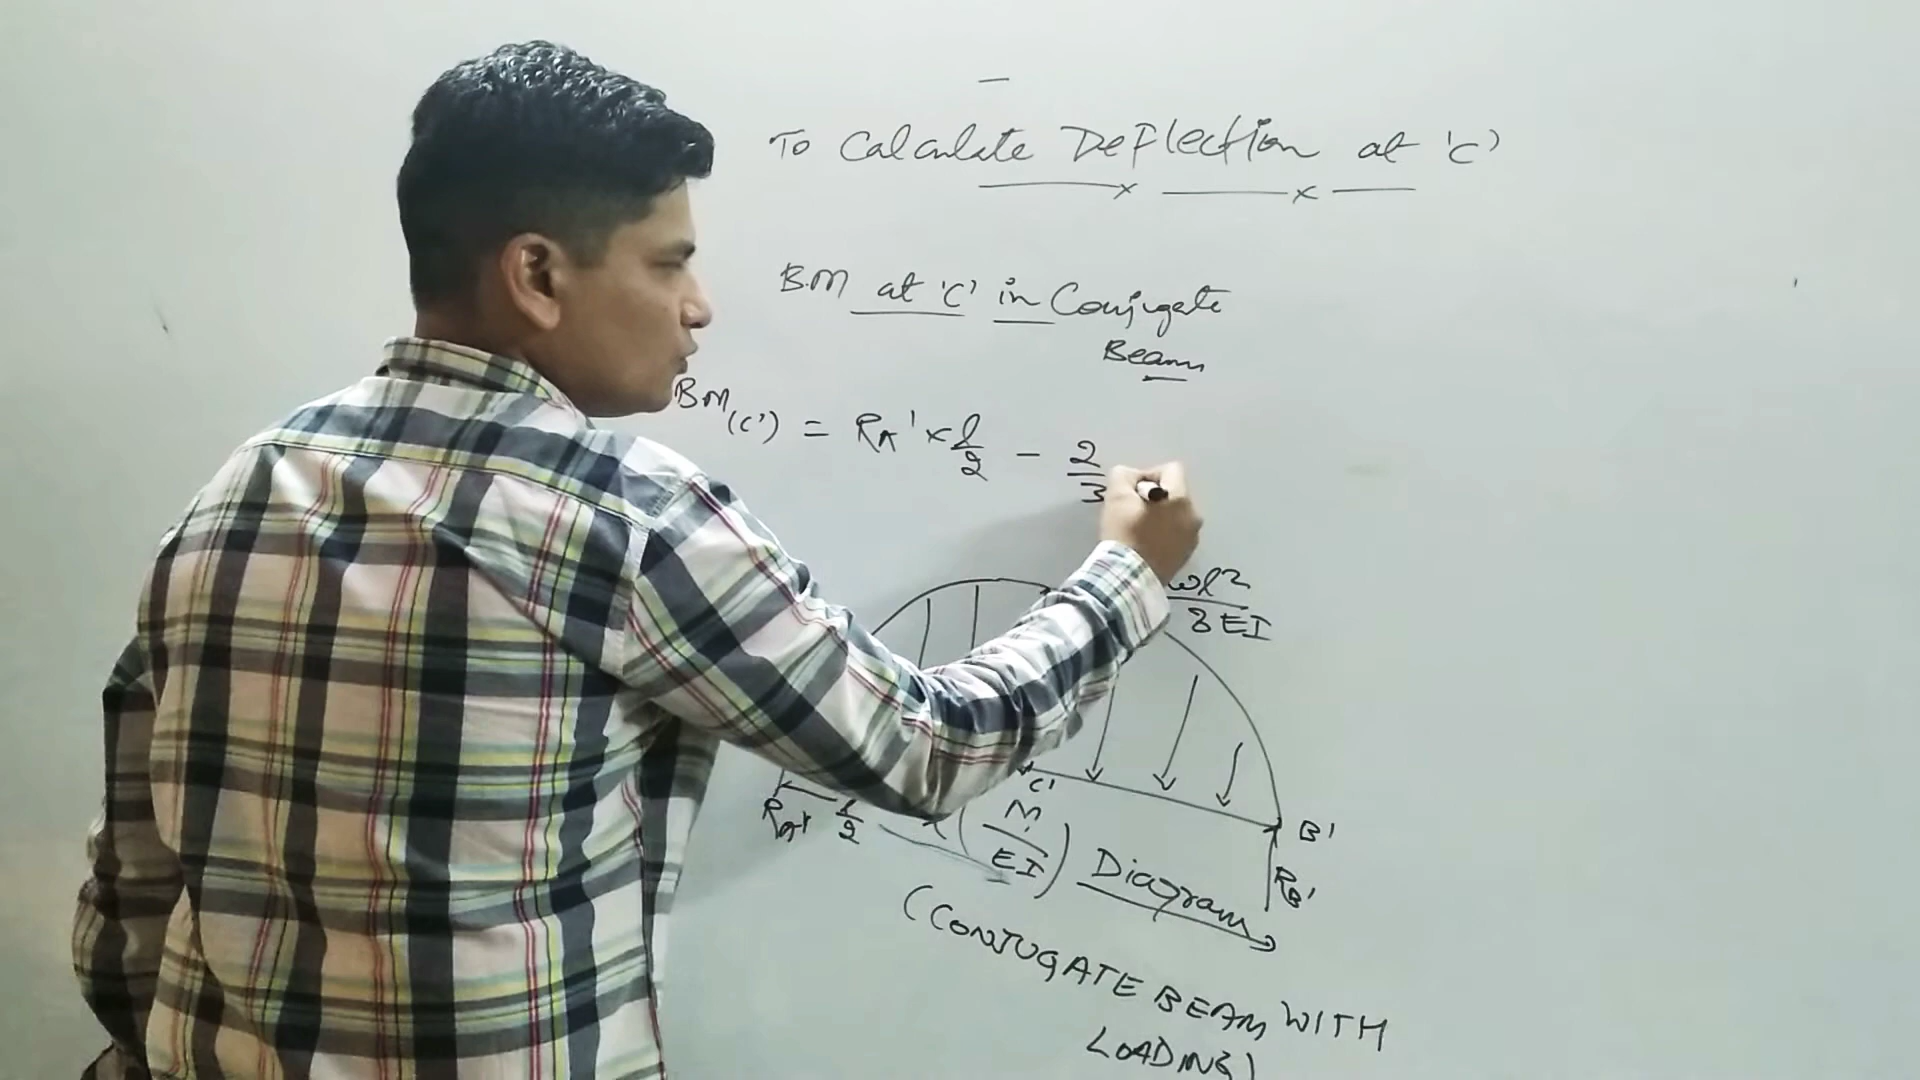 To Calculate Deflection at 'C'
B.M at 'C' in Conjugate
Beam
BM(C') = RA' × l/2 - 2/3
wl²/8EI
C'
RA' l/2
(M/EI) Diagram
B'
RB'
(CONJUGATE BEAM WITH
LOADING)